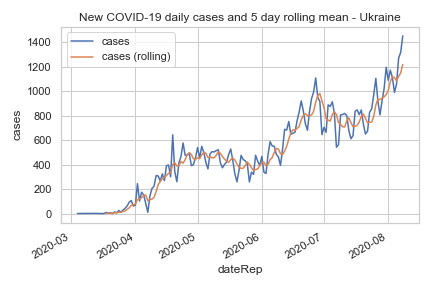 New COVID-19 daily cases and 5 day rolling mean - Ukraine
cases
cases (rolling)
1400
1200
1000
800
600
400
200
0
cases
2020-03
2020-04
2020-05
2020-06
2020-07
2020-08
dateRep